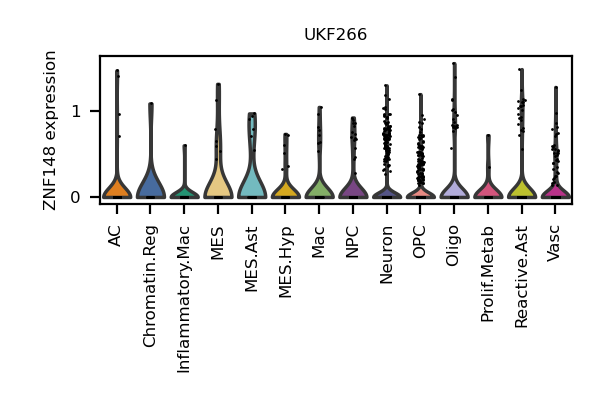 UKF266
ZNF148 expression
1
0
AC
Chromatin.Reg
Inflammatory.Mac
MES
MES.Ast
MES.Hyp
Mac
NPC
Neuron
OPC
Oligo
Prolif.Metab
Reactive.Ast
Vasc